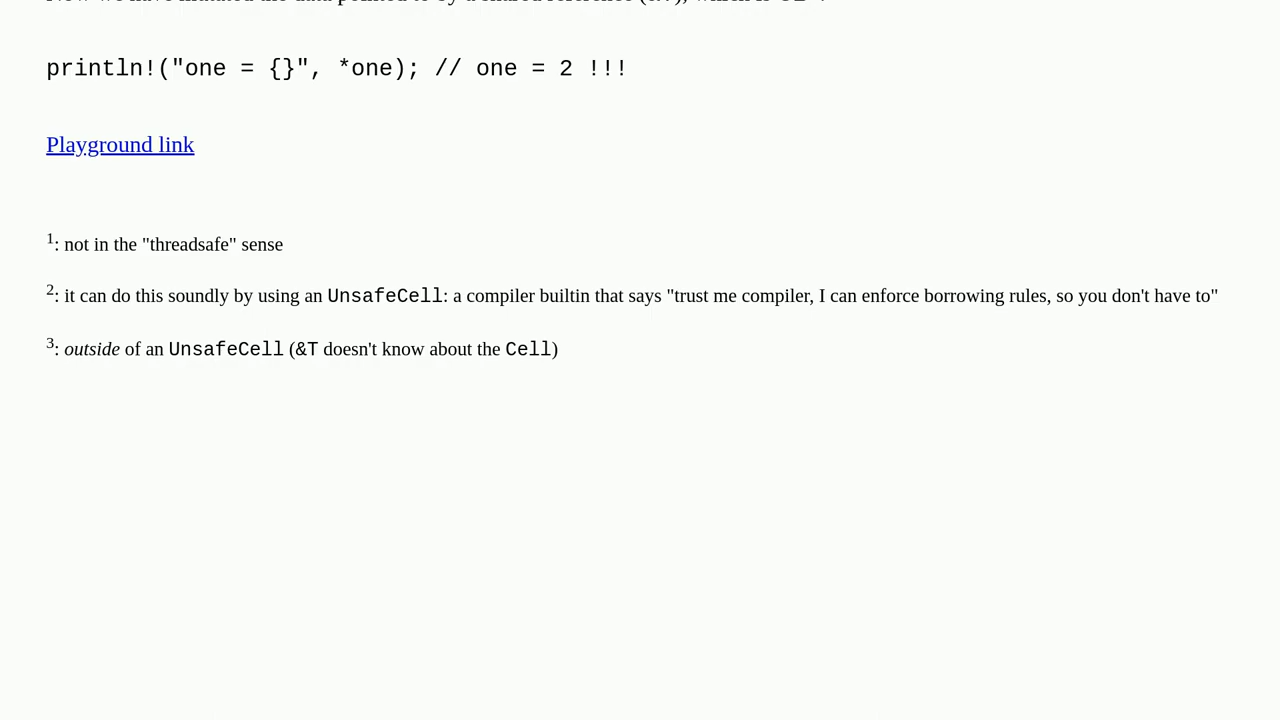 println!("one = {}", *one); // one = 2 !!!
Playground link
1: not in the "threadsafe" sense
2: it can do this soundly by using an UnsafeCell: a compiler builtin that says "trust me compiler, I can enforce borrowing rules, so you don't have to"
3: outside of an UnsafeCell (&T doesn't know about the Cell)